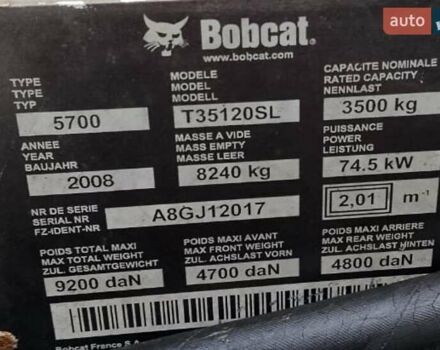 auto
Bobcat®
www.bobcat.com
TYPE MODELE CAPACITE NOMINALE
TYPE MODEL RATED CAPACITY
TYP MODELL NENNLAST
5700 T35120SL 3500 kg
ANNEE MASSE A VIDE PUISSANCE
YEAR MASS EMPTY POWER
BAUJAHR MASSE LEER LEISTUNG
2008 8240 kg 74.5 kW
NR DE SERIE
SERIAL NR
FZ-IDENT-NR
A8GJ12017 2,01 m-1
POIDS TOTAL MAXI POIDS MAXI AVANT POIDS MAXI ARRIERE
MAX TOTAL WEIGHT MAX FRONT WEIGHT MAX REAR WEIGHT
ZUL. GESAMTGEWICHT ZUL. ACHSLAST VORN ZUL. ACHSLAST HINTEN
9200 daN 4700 daN 4800 daN
Bobcat France S.A.